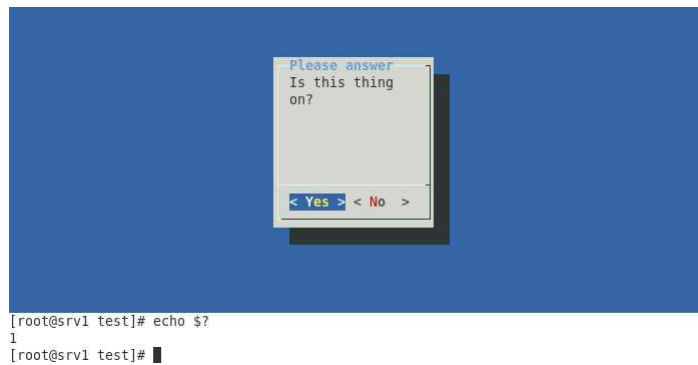 Please answer
Is this thing
on?
< Yes > < No  >
[root@srv1 test]# echo $?
1
[root@srv1 test]#